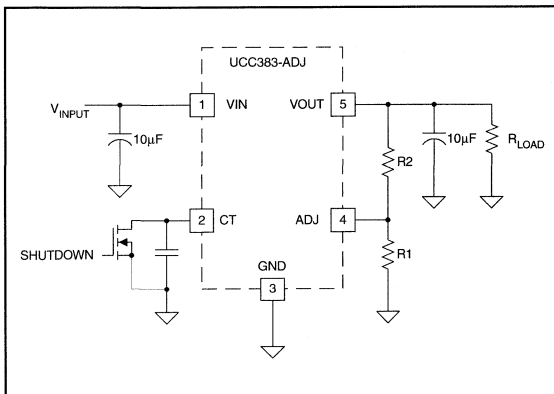 UCC383-ADJ
V_INPUT
1 VIN
VOUT 5
10µF
10µF
R_LOAD
R2
2 CT
ADJ 4
SHUTDOWN
R1
GND
3